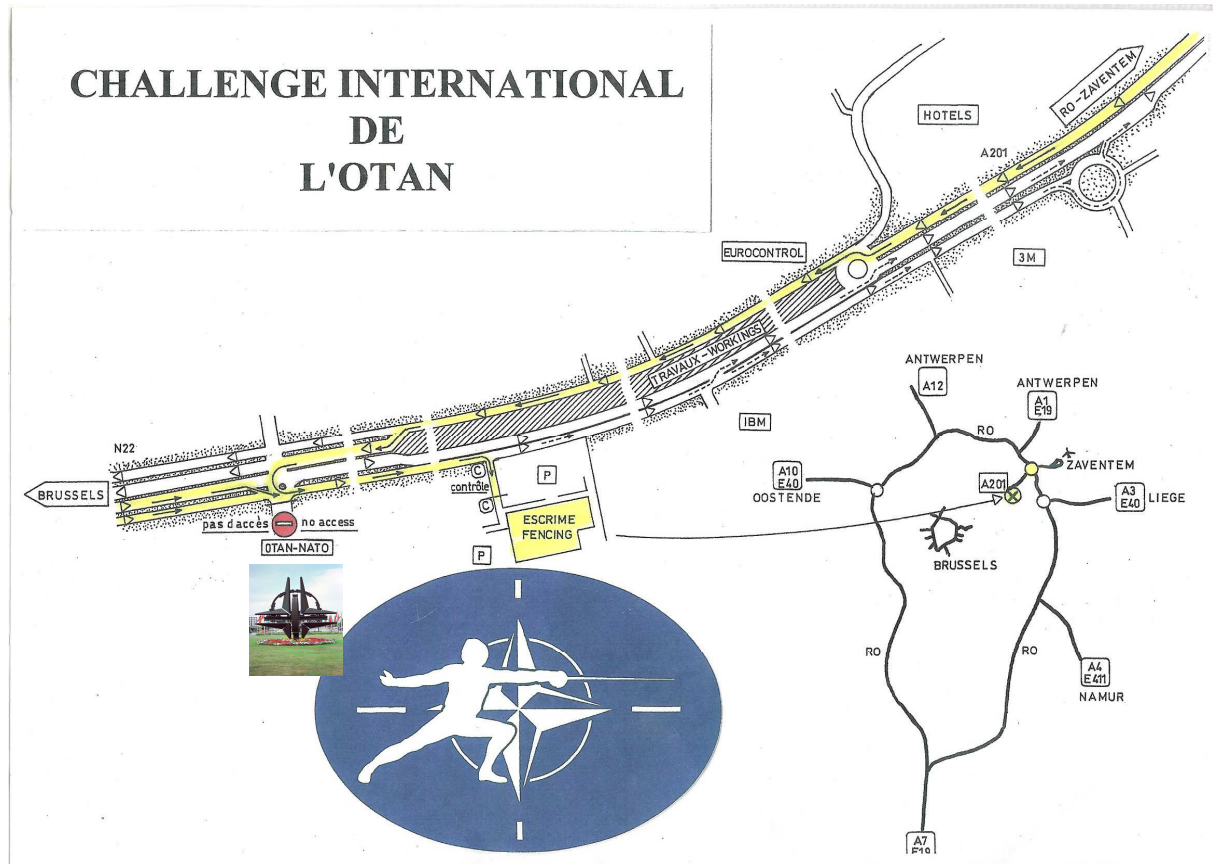 CHALLENGE INTERNATIONAL
DE
L'OTAN
RO-ZAVENTEM
HOTELS
A201
EUROCONTROL
3M
TRAVAUX-WORKINGS
IBM
N22
BRUSSELS
C
contrôle
C
P
pas d'accès
no access
OTAN-NATO
ESCRIME
FENCING
P
ANTWERPEN
A12
ANTWERPEN
A1
E19
RO
ZAVENTEM
A10
E40
OOSTENDE
A201
A3
E40
LIEGE
BRUSSELS
RO
RO
A4
E411
NAMUR
A7
E19